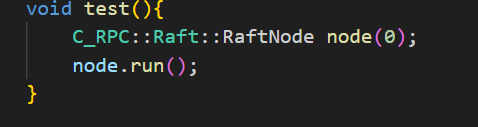 void test(){
    C_RPC::Raft::RaftNode node(0);
    node.run();
}